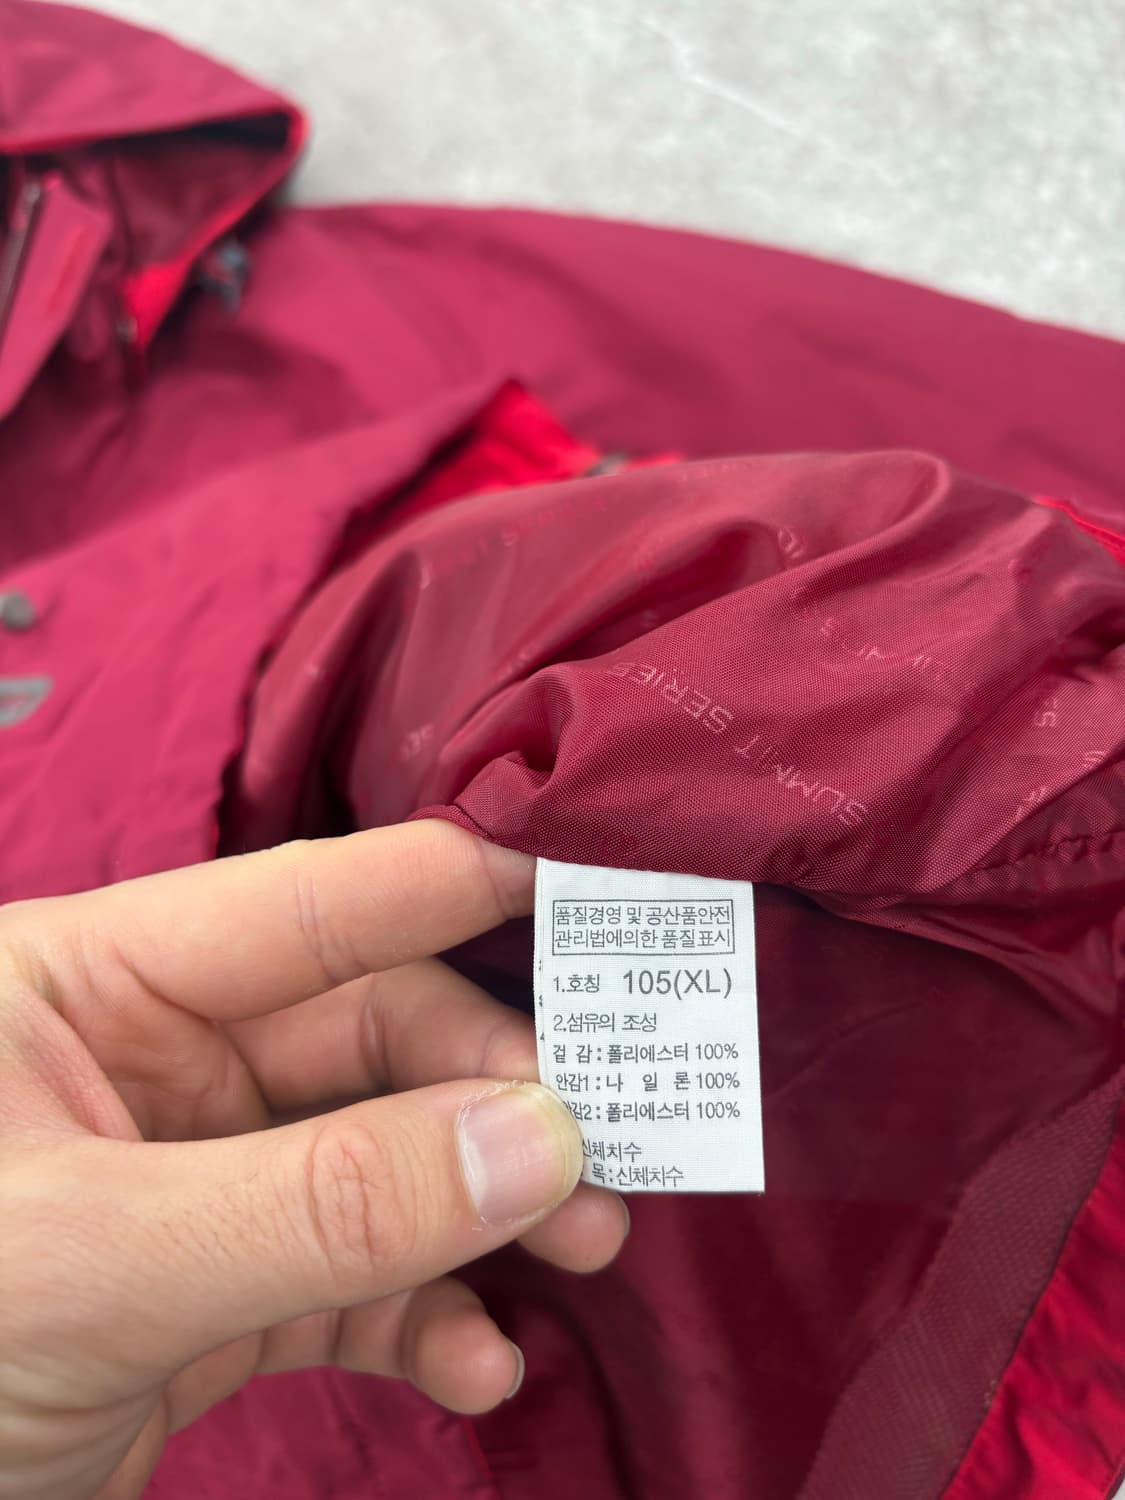 SUMMIT SERIES
품질경영 및 공산품안전
관리법에의한 품질표시
1.호칭 105(XL)
2.섬유의 조성
겉 감 : 폴리에스터 100%
안감1 : 나 일 론 100%
안감2 : 폴리에스터 100%
신체치수
목 : 신체치수